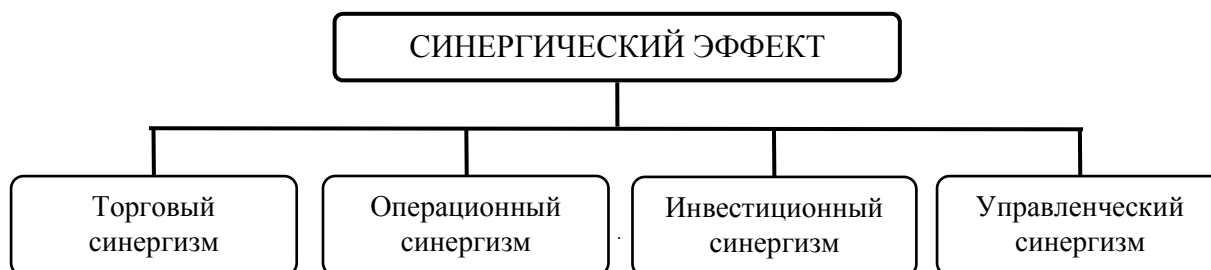 СИНЕРГИЧЕСКИЙ ЭФФЕКТ
Торговый
синергизм
Операционный
синергизм
Инвестиционный
синергизм
Управленческий
синергизм